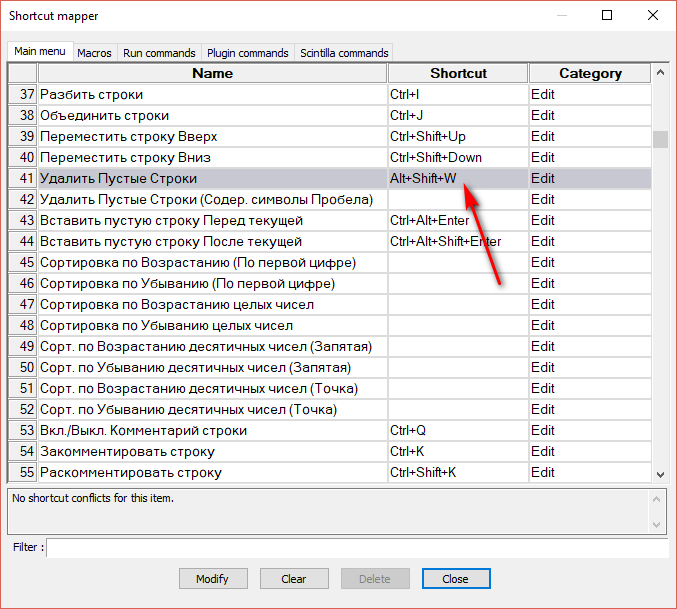 Shortcut mapper
Main menu Macros Run commands Plugin commands Scintilla commands
Name Shortcut Category
37 Разбить строки Ctrl+I Edit
38 Объединить строки Ctrl+J Edit
39 Переместить строку Вверх Ctrl+Shift+Up Edit
40 Переместить строку Вниз Ctrl+Shift+Down Edit
41 Удалить Пустые Строки Alt+Shift+W Edit
42 Удалить Пустые Строки (Содер. символы Пробела) Edit
43 Вставить пустую строку Перед текущей Ctrl+Alt+Enter Edit
44 Вставить пустую строку После текущей Ctrl+Alt+Shift+Enter Edit
45 Сортировка по Возрастанию (По первой цифре) Edit
46 Сортировка по Убыванию (По первой цифре) Edit
47 Сортировка по Возрастанию целых чисел Edit
48 Сортировка по Убыванию целых чисел Edit
49 Сорт. по Возрастанию десятичных чисел (Запятая) Edit
50 Сорт. по Убыванию десятичных чисел (Запятая) Edit
51 Сорт. по Возрастанию десятичных чисел (Точка) Edit
52 Сорт. по Убыванию десятичных чисел (Точка) Edit
53 Вкл./Выкл. Комментарий строки Ctrl+Q Edit
54 Закомментировать строку Ctrl+K Edit
55 Раскомментировать строку Ctrl+Shift+K Edit
No shortcut conflicts for this item.
Filter :
Modify Clear Delete Close